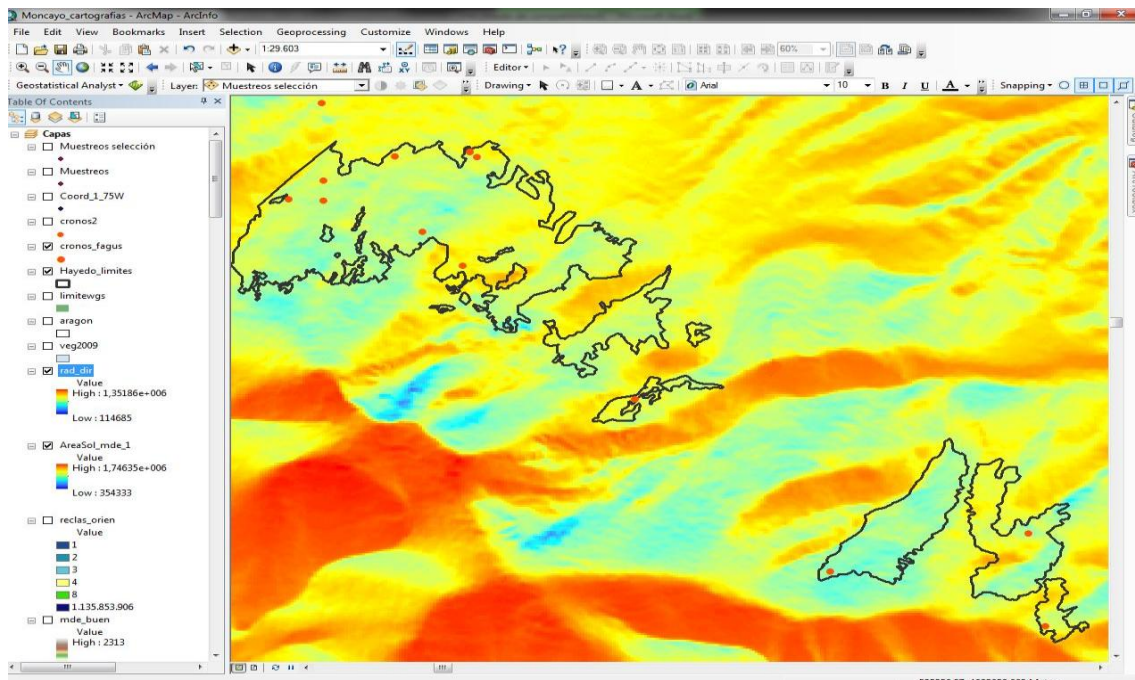 Moncayo_cartografias - ArcMap - ArcInfo
File Edit View Bookmarks Insert Selection Geoprocessing Customize Windows Help
1:29.603
60%
Editor
Geostatistical Analyst Layer: Muestreos selección Drawing A Arial 10 B I U A Snapping
Table Of Contents
Capas
Muestreos selección
Muestreos
Coord_1_75W
cronos2
cronos_fagus
Hayedo_limites
limitewgs
aragon
veg2009
rad_dir
Value
High : 1,35186e+006
Low : 114685
AreaSol_mde_1
Value
High : 1,74635e+006
Low : 354333
reclas_orien
Value
1
2
3
4
8
1.135.853.906
mde_buen
Value
High : 2313